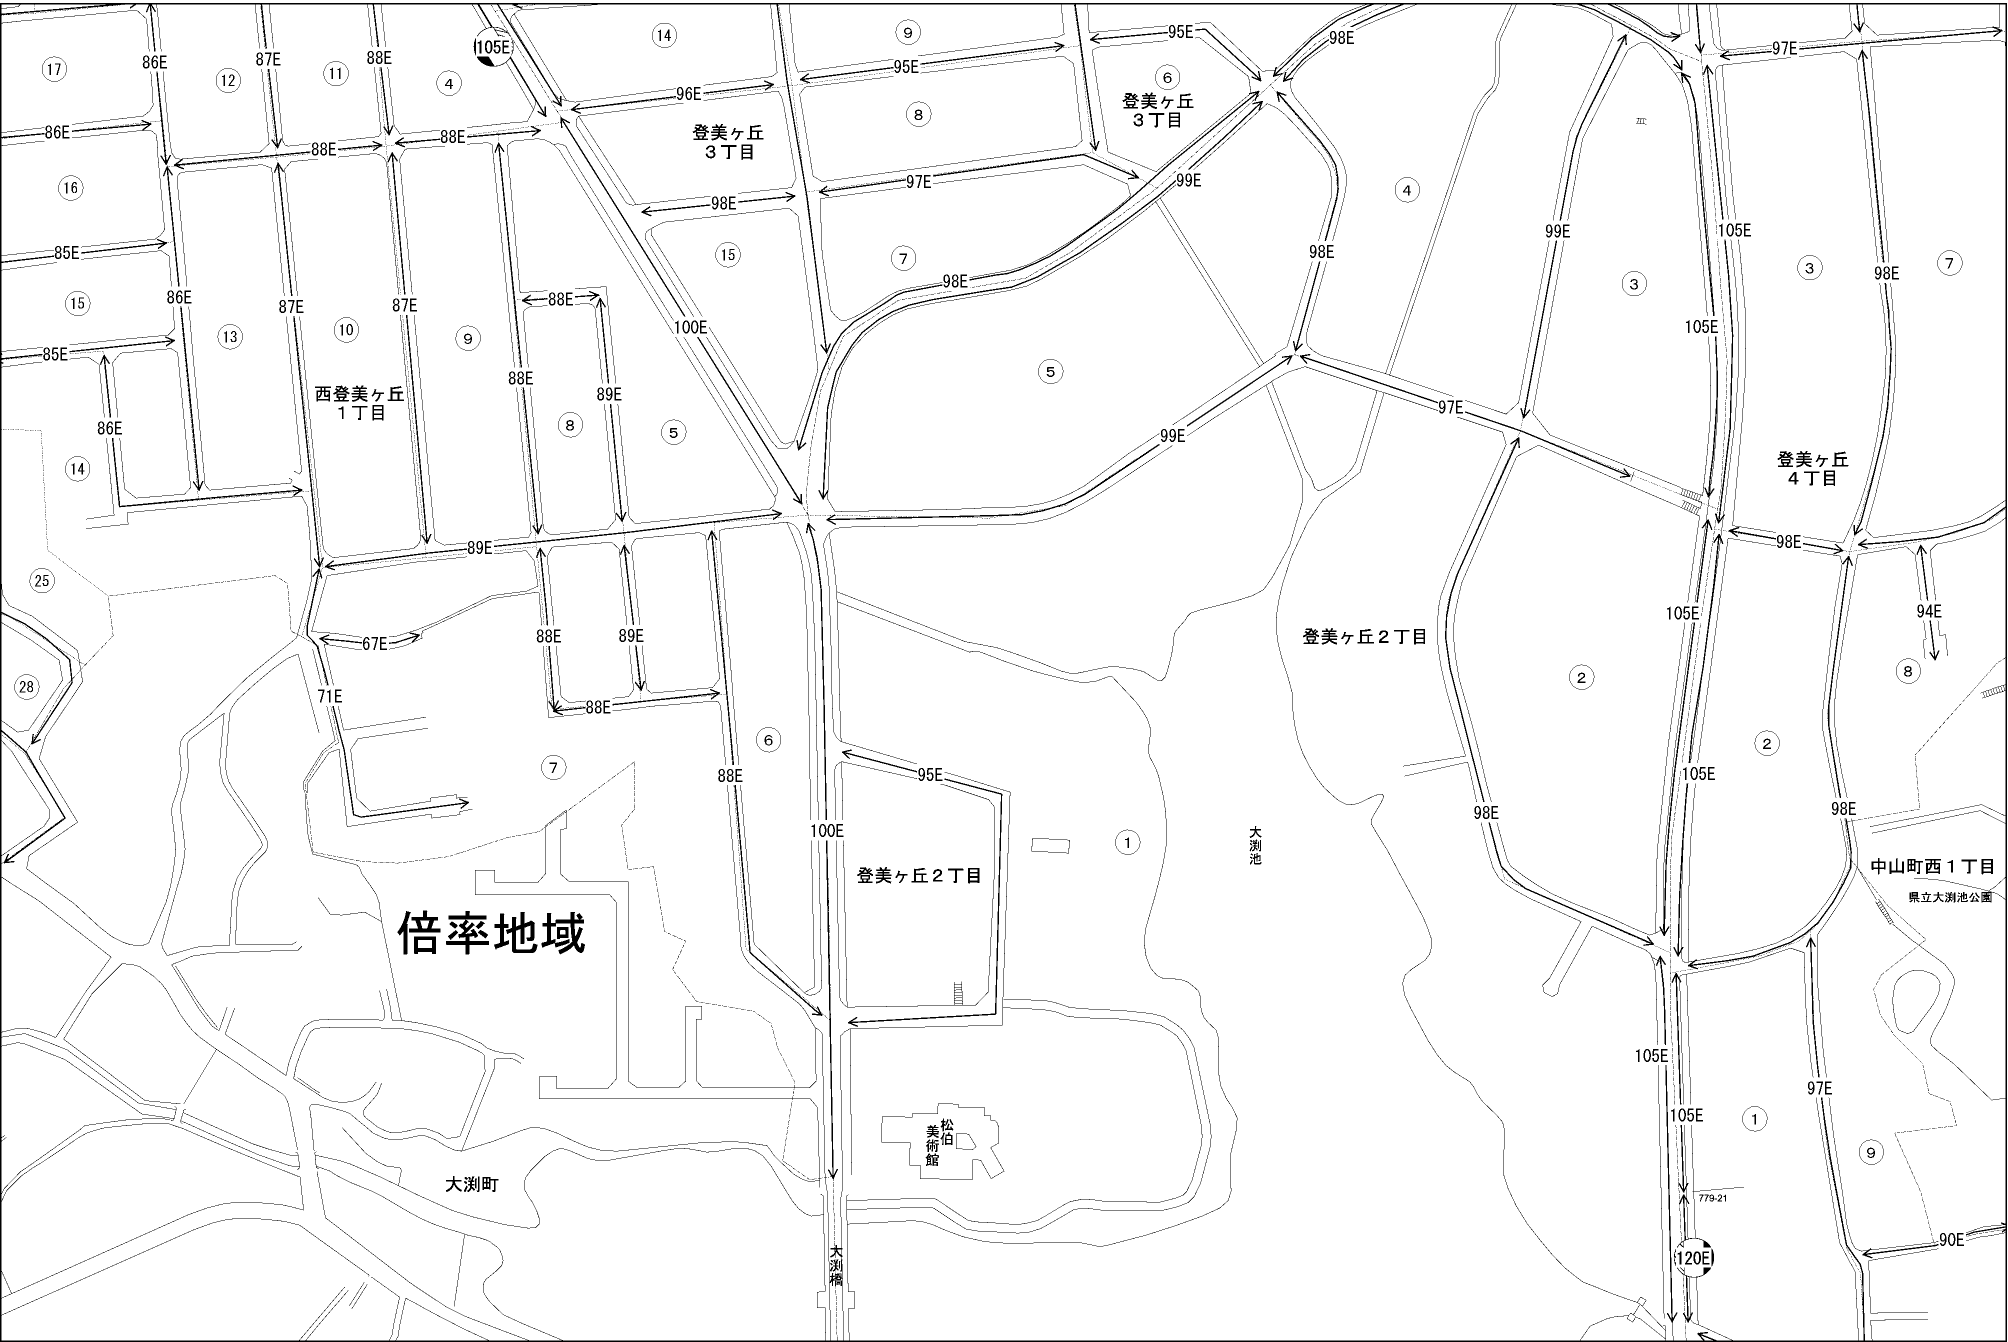 105E
14
9
95E
98E
97E
17
86E
12
87E
11
88E
4
96E
95E
6
登美ヶ丘
3丁目
8
登美ヶ丘
3丁目
86E
88E
88E
16
98E
97E
99E
4
85E
15
7
98E
99E
105E
3
3
98E
7
86E
15
87E
87E
88E
98E
100E
105E
13
10
9
85E
88E
89E
5
西登美ヶ丘
1丁目
97E
86E
8
5
99E
14
登美ヶ丘
4丁目
89E
98E
25
88E
89E
67E
登美ヶ丘2丁目
105E
94E
28
71E
88E
2
8
7
6
88E
95E
105E
2
100E
98E
98E
1
大渕池
登美ヶ丘2丁目
中山町西1丁目
県立大渕池公園
倍率地域
105E
97E
105E
1
松伯
美術館
9
大渕町
779-21
大渕橋
120E
90E